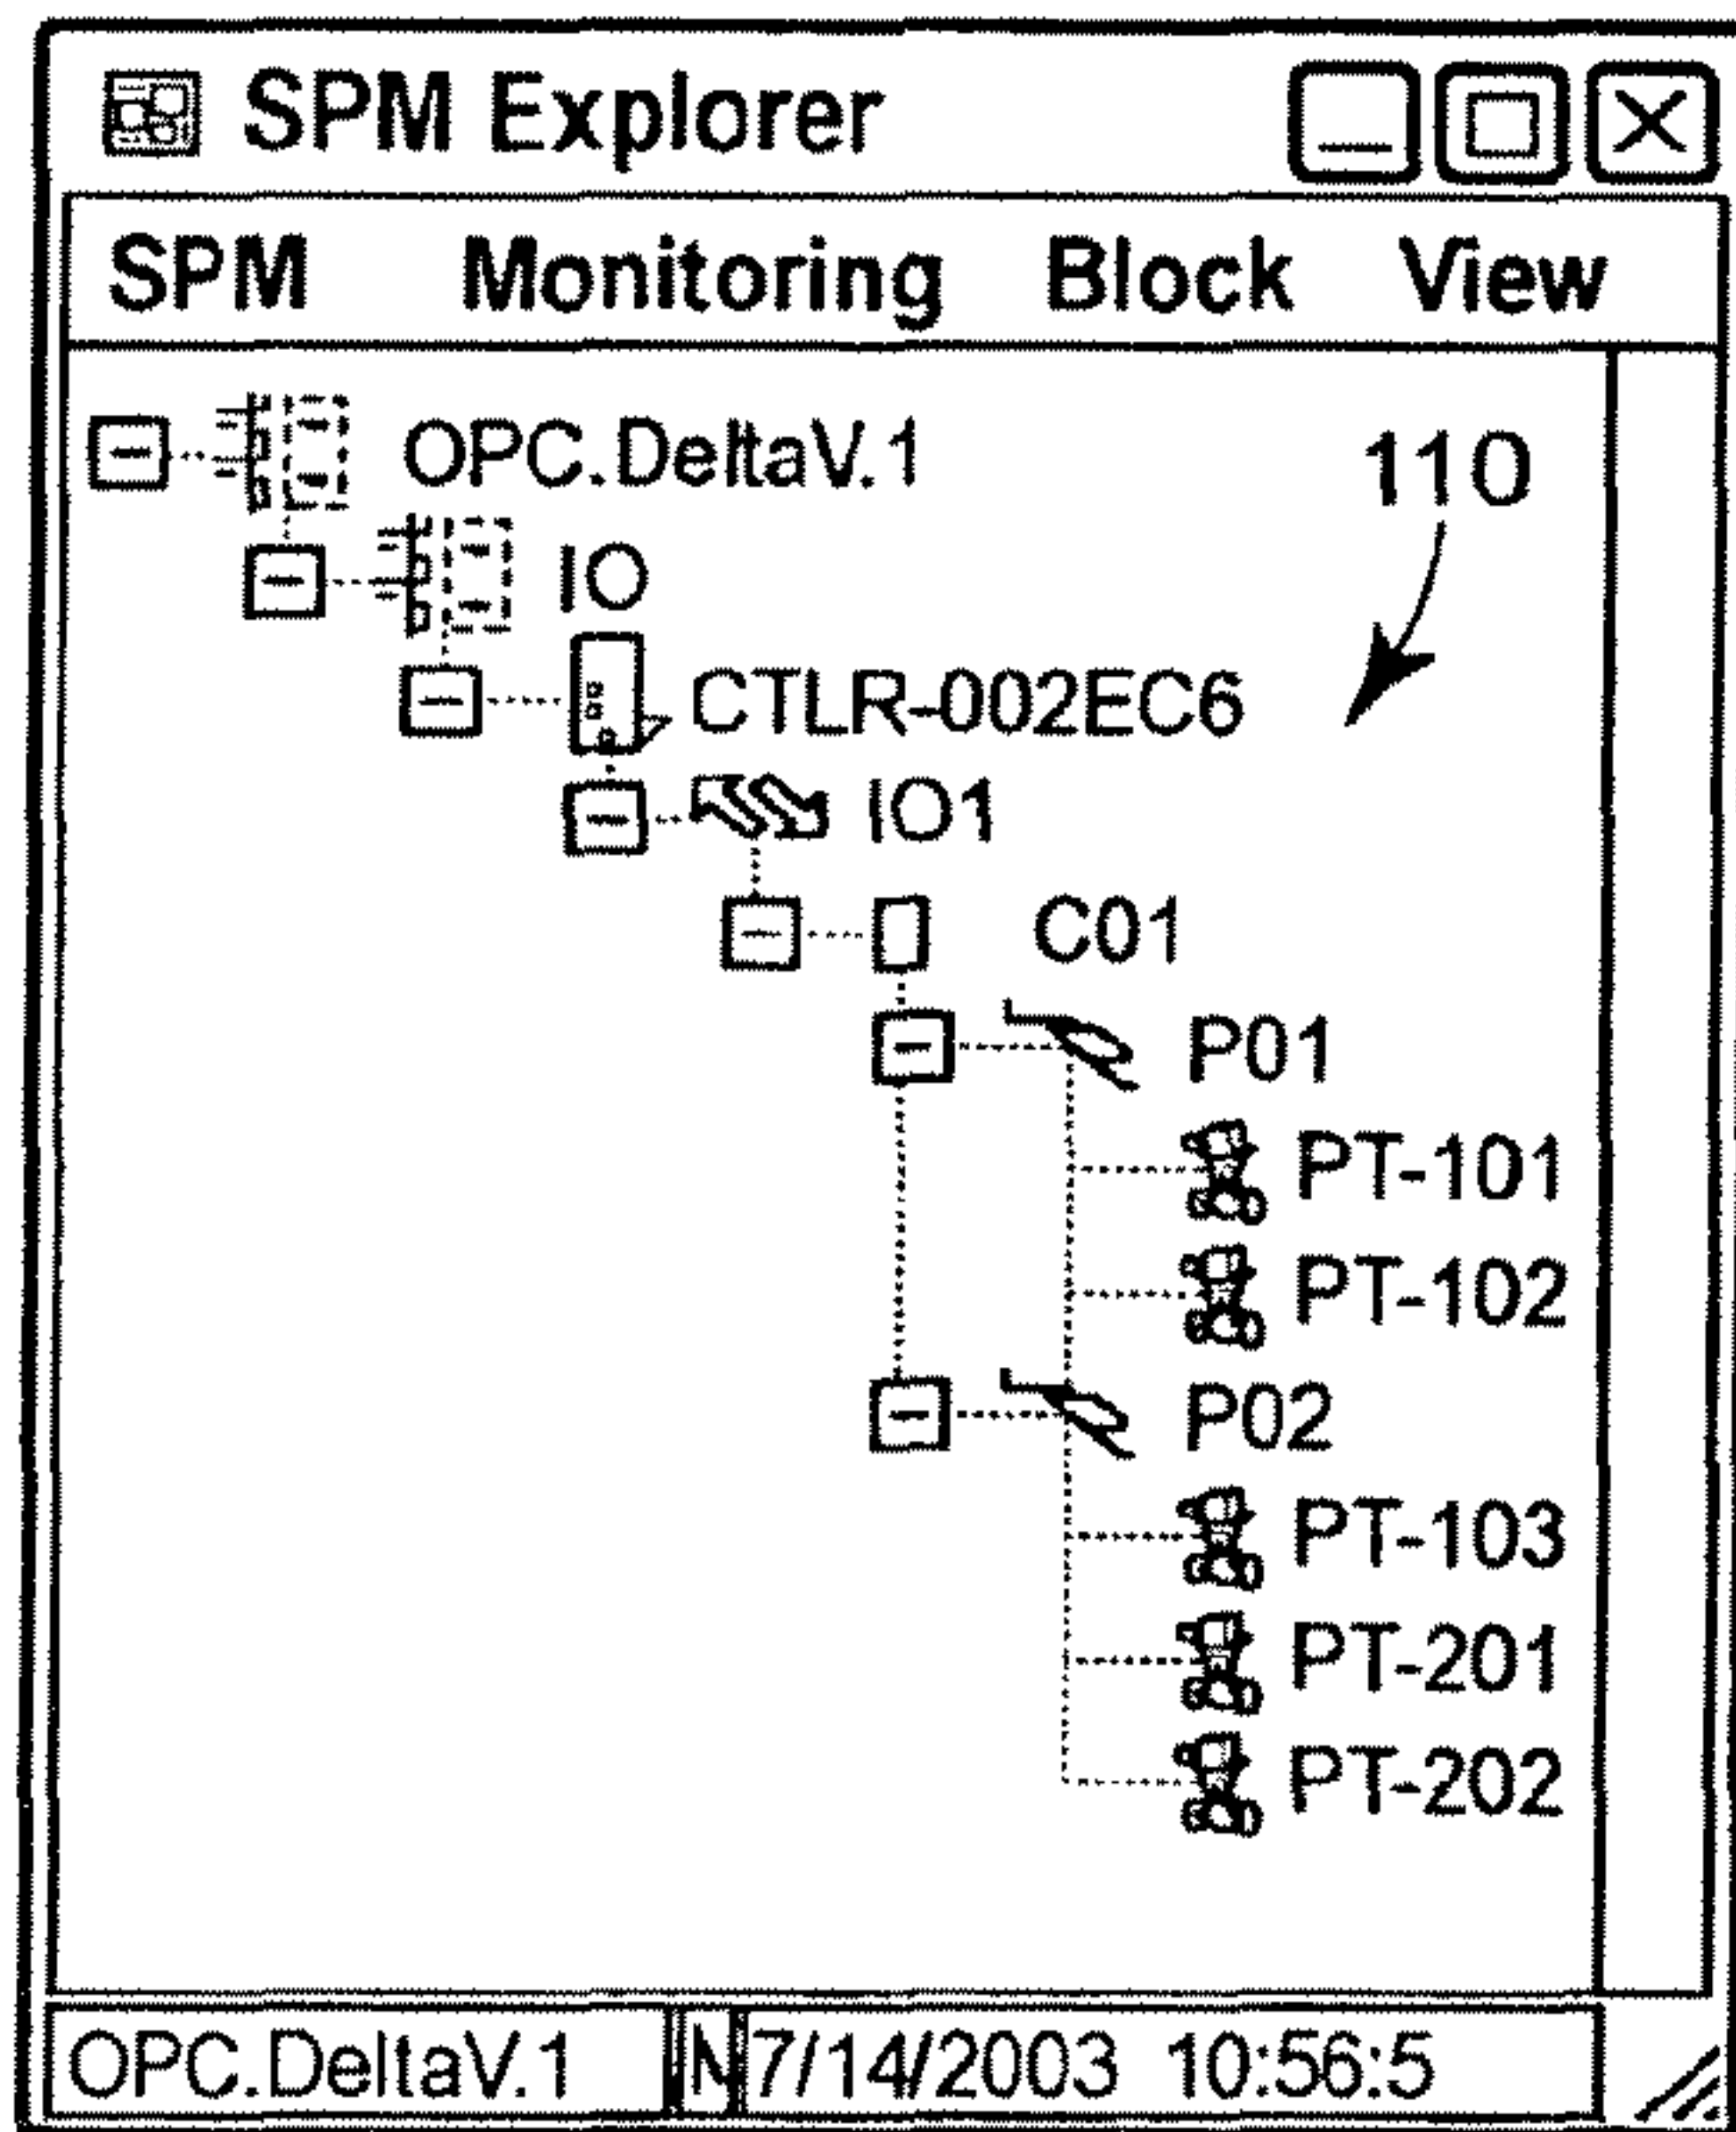 SPM Explorer
SPM Monitoring Block View
OPC.DeltaV.1
110
IO
CTLR-002EC6
IO1
C01
P01
PT-101
PT-102
P02
PT-103
PT-201
PT-202
OPC.DeltaV.1 N 7/14/2003 10:56:5